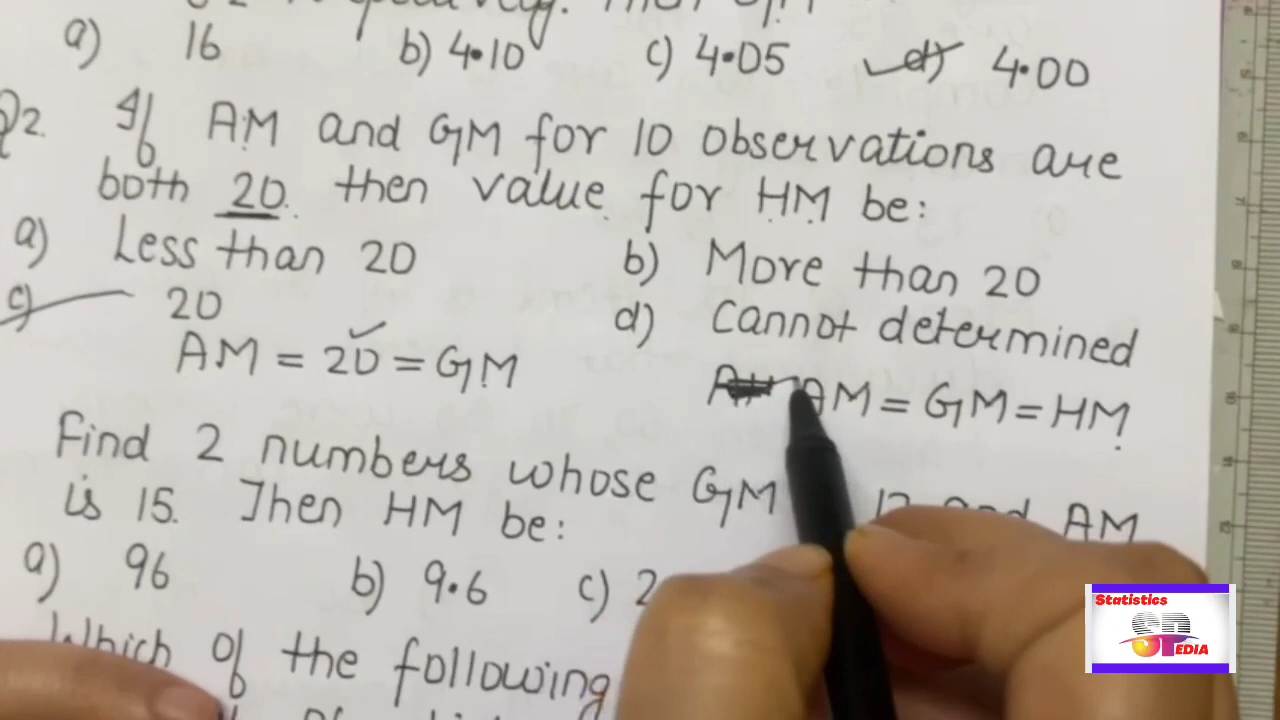 a) 16 b) 4.10 c) 4.05 d) 4.00
Q2. If AM and GM for 10 observations are
both 20. then value for HM be:
a) Less than 20 b) More than 20
c) 20 d) Cannot determined
AM = 20 = GM AM = GM = HM
Find 2 numbers whose GM and AM
is 15. Then HM be:
a) 96 b) 9.6 c) 2
Which of the following
Statistics
PEDIA